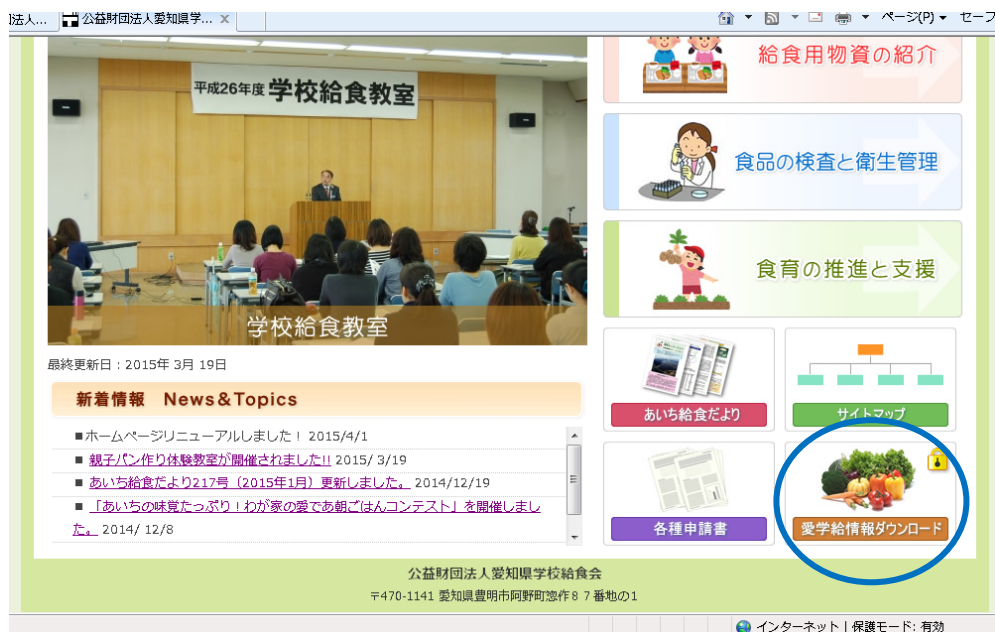 法人...
公益財団法人愛知県学... x
ページ(P)
セーフ
給食用物資の紹介
平成26年度 学校給食教室
食品の検査と衛生管理
食育の推進と支援
学校給食教室
最終更新日:2015年 3月 19日
新着情報 News&Topics
■ホームページリニューアルしました! 2015/4/1
■ 親子パン作り体験教室が開催されました!! 2015/ 3/19
■ あいち給食だより217号(2015年1月)更新しました。 2014/12/19
■ 「あいちの味覚たっぷり!わが家の愛であ朝ごはんコンテスト」を開催しまし
た。 2014/ 12/8
あいち給食だより
サイトマップ
各種申請書
愛学給情報ダウンロード
公益財団法人愛知県学校給食会
〒470-1141 愛知県豊明市阿野町惣作87番地の1
インターネット | 保護モード: 有効